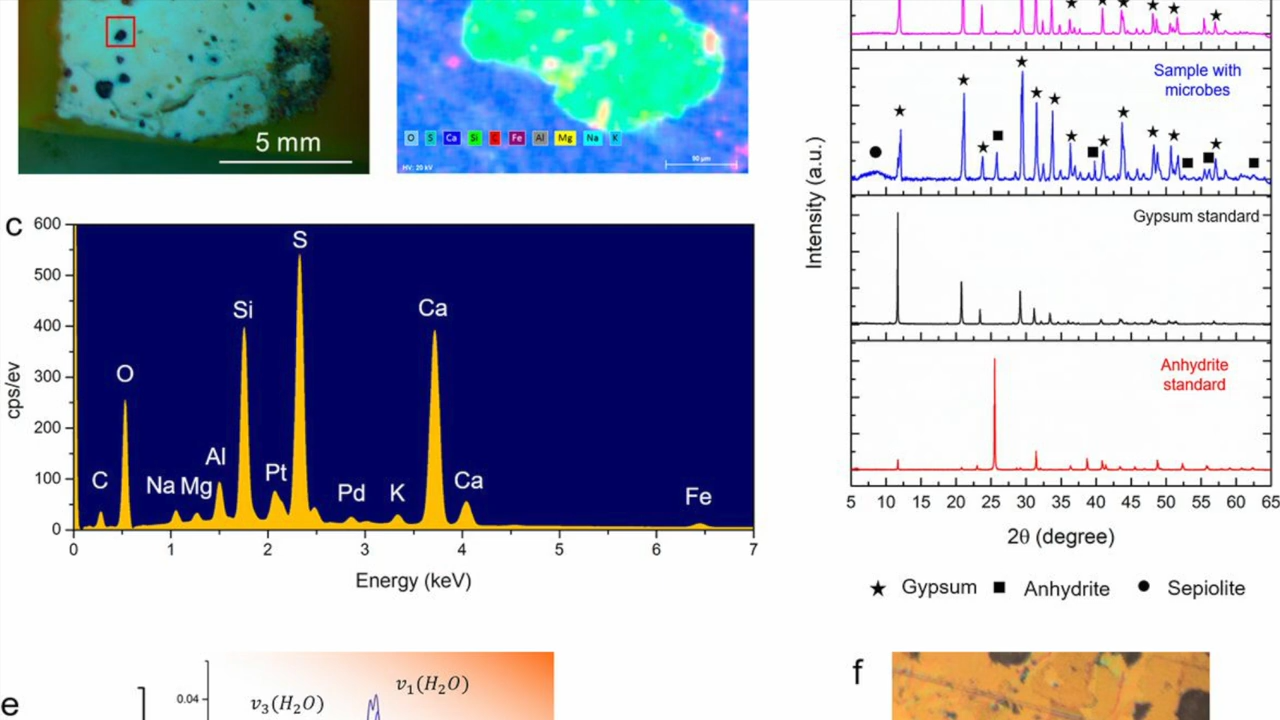 5 mm
O S Ca Si C Fe Al Mg Na K
HV: 20 kV
c
600
500
400
300
200
100
0
cps/ev
C
O
Na
Mg
Al
Si
Pt
S
Pd
K
Ca
Ca
Fe
0 1 2 3 4 5 6 7
Energy (keV)
Intensity (a.u.)
Sample with
microbes
Gypsum standard
Anhydrite
standard
5 10 15 20 25 30 35 40 45 50 55 60 65
2θ (degree)
★ Gypsum ■ Anhydrite ● Sepiolite
e
0.04
v₃(H₂O)
v₁(H₂O)
f